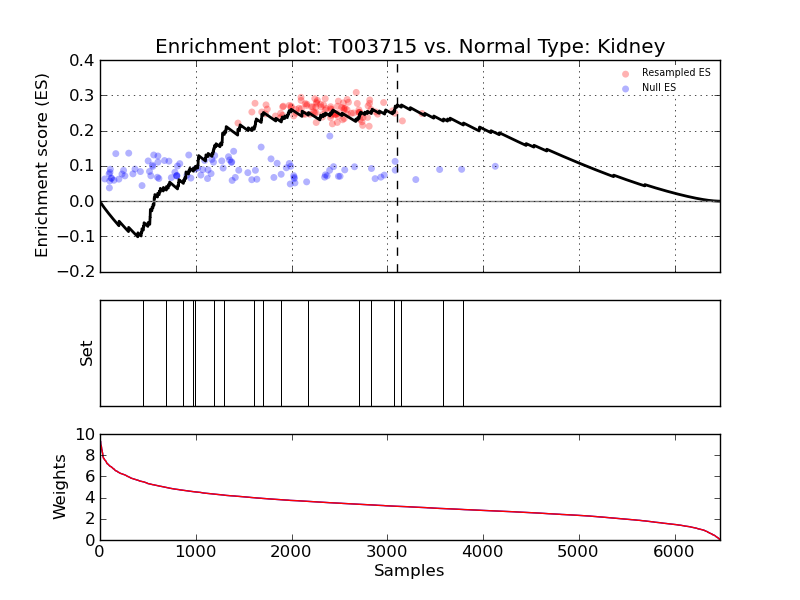 Enrichment plot: T003715 vs. Normal Type: Kidney
Enrichment score (ES)
0.4
0.3
0.2
0.1
0.0
−0.1
−0.2
Resampled ES
Null ES
Set
Weights
10
8
6
4
2
0
0 1000 2000 3000 4000 5000 6000
Samples